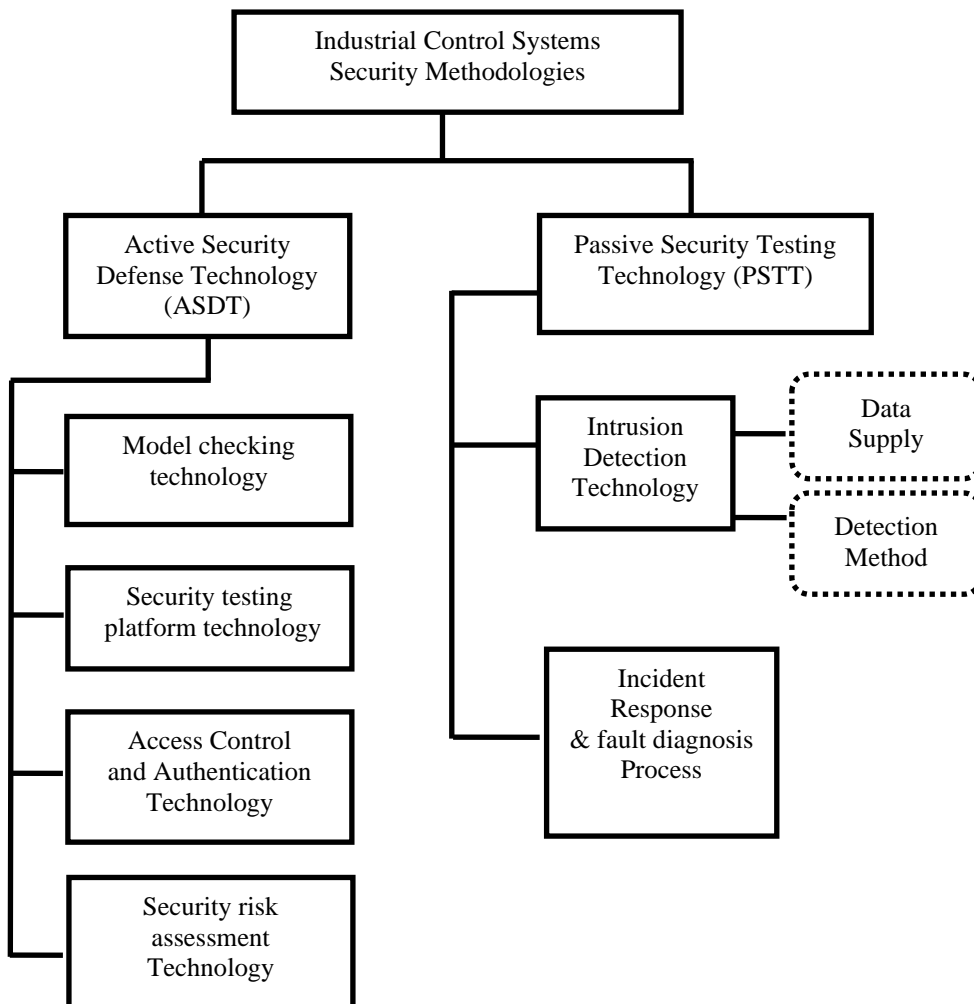 Industrial Control Systems
Security Methodologies
Active Security
Defense Technology
(ASDT)
Passive Security Testing
Technology (PSTT)
Model checking
technology
Security testing
platform technology
Access Control
and Authentication
Technology
Security risk
assessment
Technology
Intrusion
Detection
Technology
Data
Supply
Detection
Method
Incident
Response
& fault diagnosis
Process